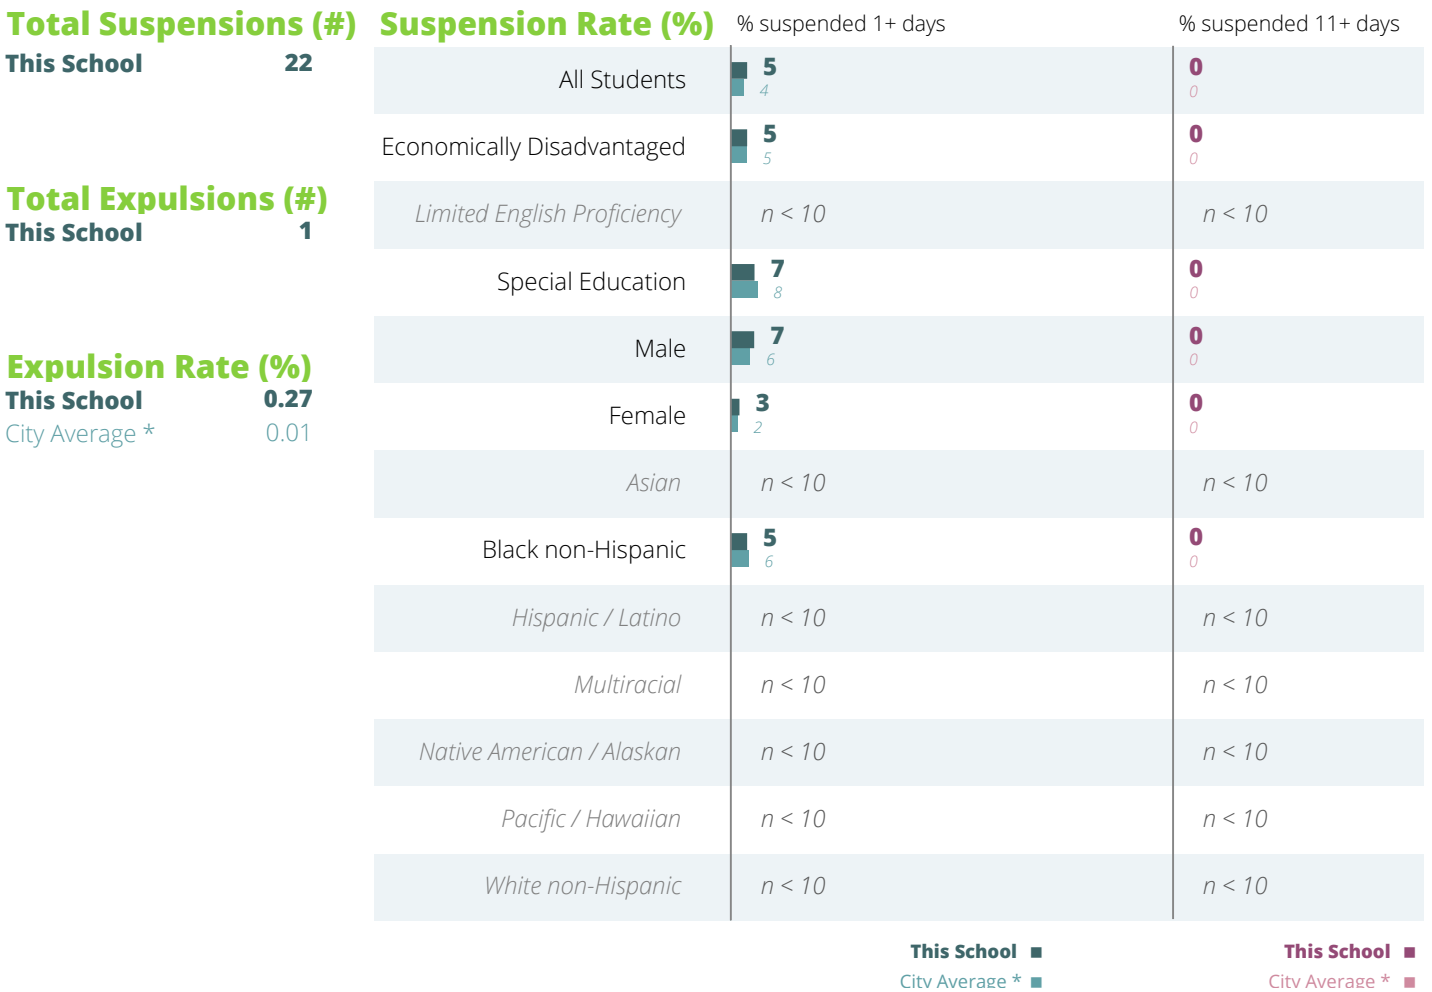 Total Suspensions (#)
This School 22
Total Expulsions (#)
This School 1
Expulsion Rate (%)
This School 0.27
City Average * 0.01
Suspension Rate (%) % suspended 1+ days % suspended 11+ days
All Students 5 0
4 0
Economically Disadvantaged 5 0
5 0
Limited English Proficiency n < 10 n < 10
Special Education 7 0
8 0
Male 7 0
6 0
Female 3 0
2 0
Asian n < 10 n < 10
Black non-Hispanic 5 0
6 0
Hispanic / Latino n < 10 n < 10
Multiracial n < 10 n < 10
Native American / Alaskan n < 10 n < 10
Pacific / Hawaiian n < 10 n < 10
White non-Hispanic n < 10 n < 10
This School This School
City Average * City Average *